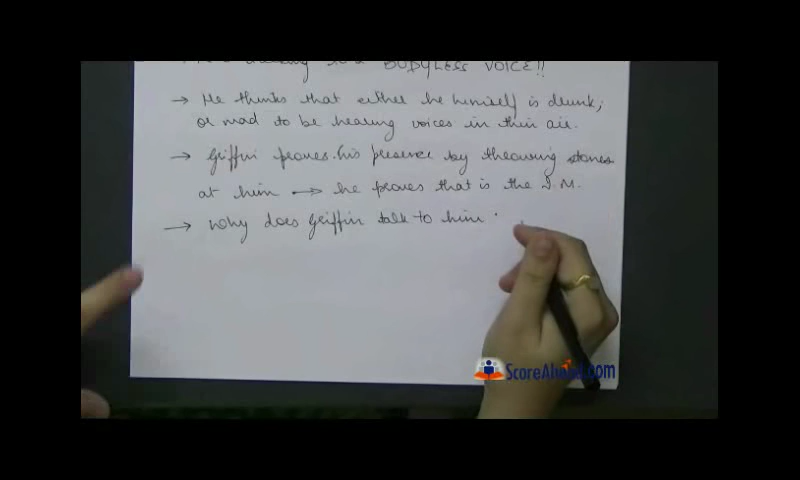 to a BODYLESS VOICE!!
→ He thinks that either he himself is drunk,
or mad to be hearing voices in thin air.
→ Griffin proves his presence by throwing stones
at him → he proves that is the I.M.
→ Why does Griffin talk to him
ScoreAhead.com